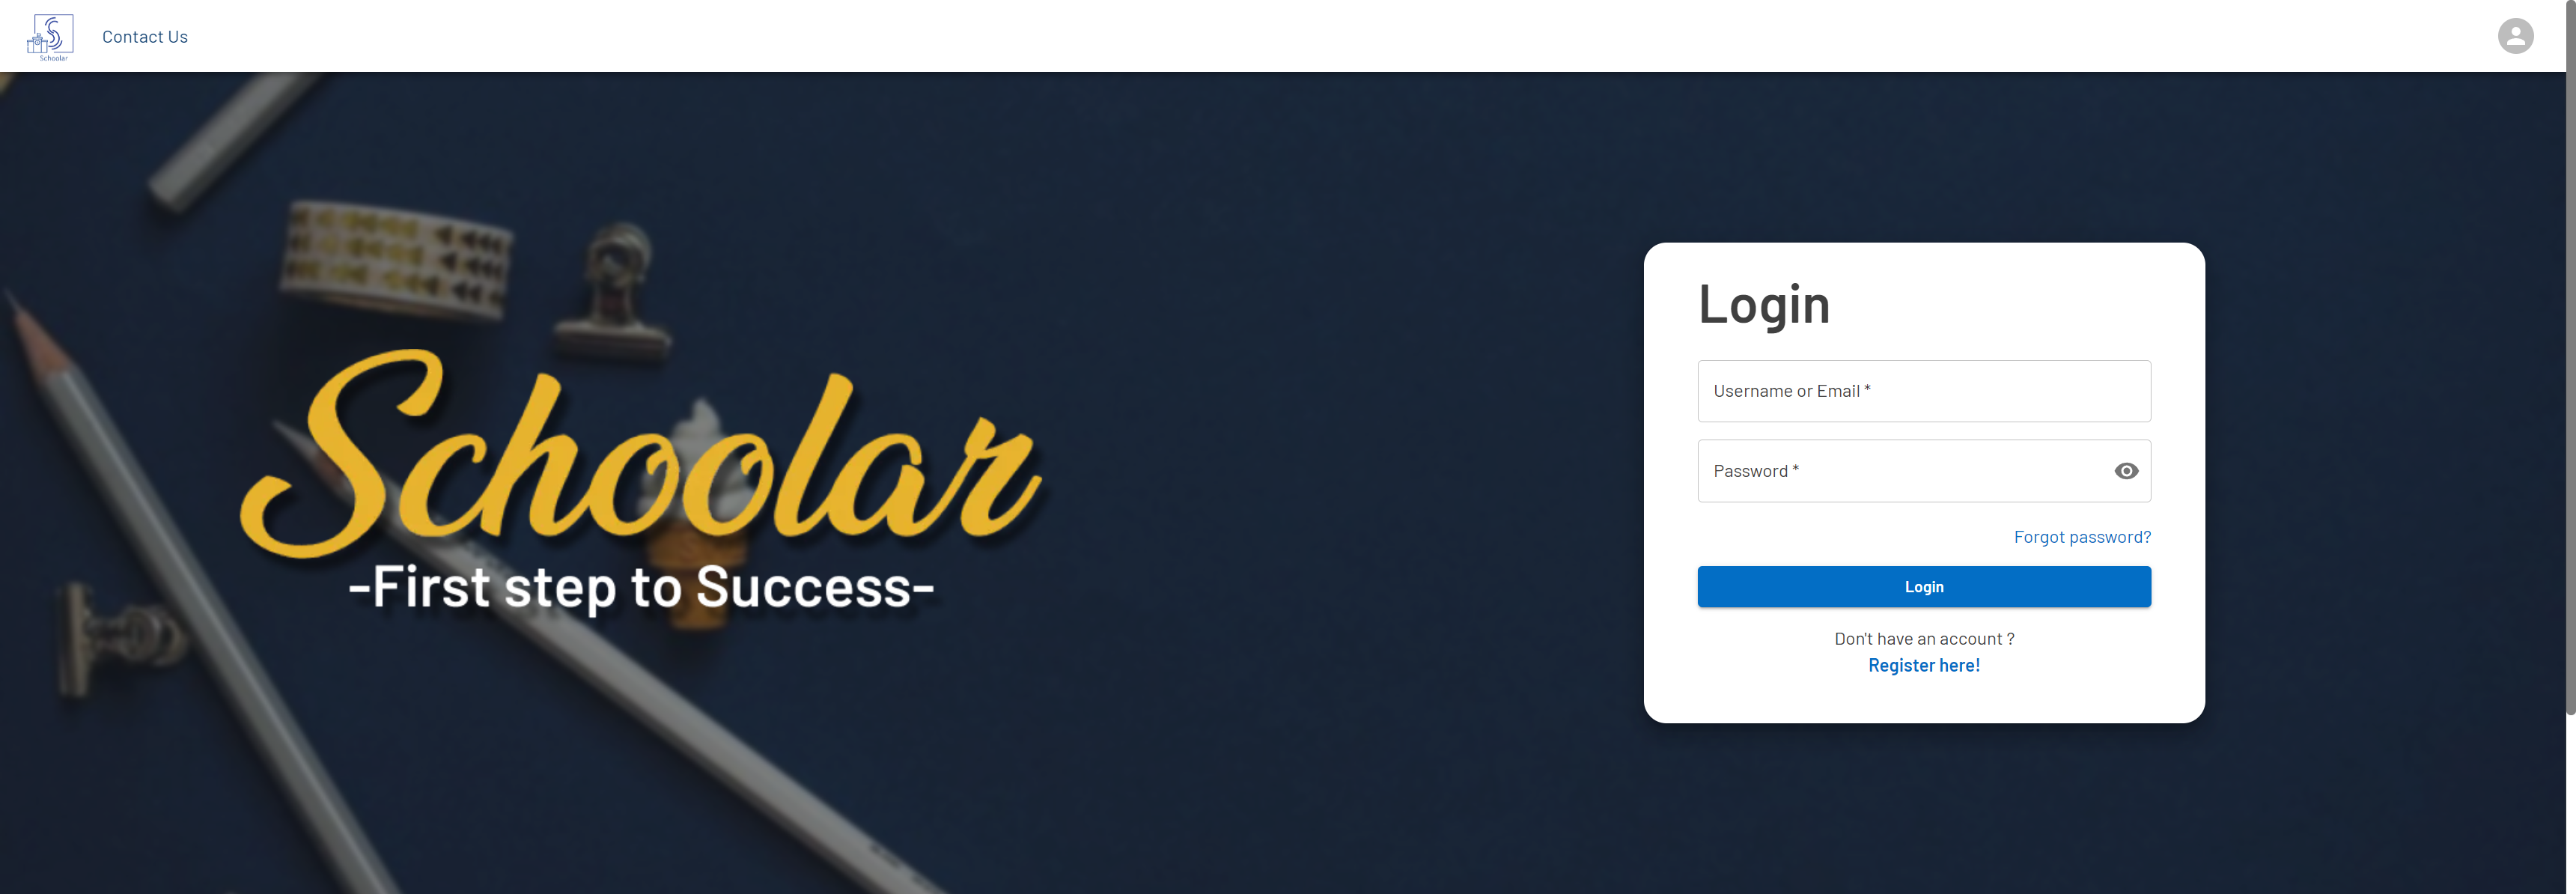 Schoolar
Contact Us
Schoolar
-First step to Success-
Login
Username or Email *
Password *
Forgot password?
Login
Don't have an account ?
Register here!